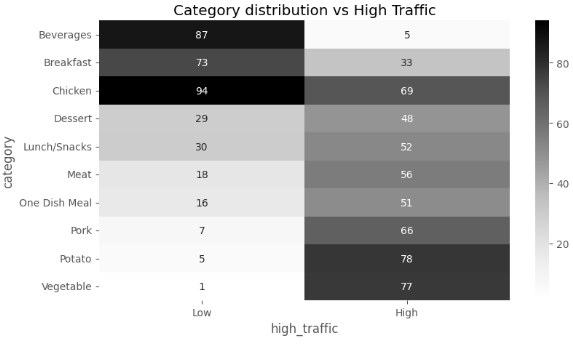 Category distribution vs High Traffic
category
Beverages 87 5
Breakfast 73 33
Chicken 94 69
Dessert 29 48
Lunch/Snacks 30 52
Meat 18 56
One Dish Meal 16 51
Pork 7 66
Potato 5 78
Vegetable 1 77
Low High
high_traffic
80
60
40
20